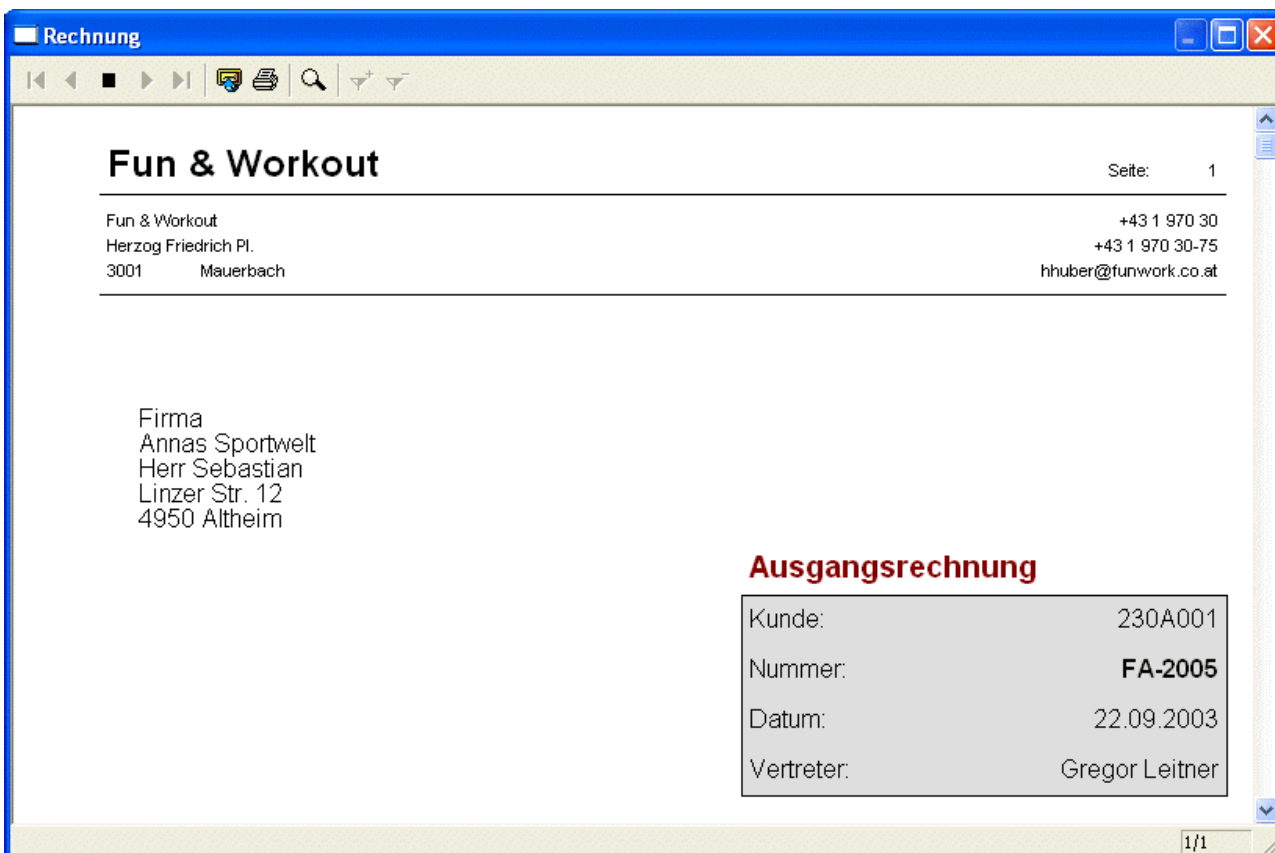 Rechnung
Fun & Workout
Seite: 1
Fun & Workout +43 1 970 30
Herzog Friedrich Pl. +43 1 970 30-75
3001 Mauerbach hhuber@funwork.co.at
Firma
Annas Sportwelt
Herr Sebastian
Linzer Str. 12
4950 Altheim
Ausgangsrechnung
Kunde: 230A001
Nummer: FA-2005
Datum: 22.09.2003
Vertreter: Gregor Leitner
1/1